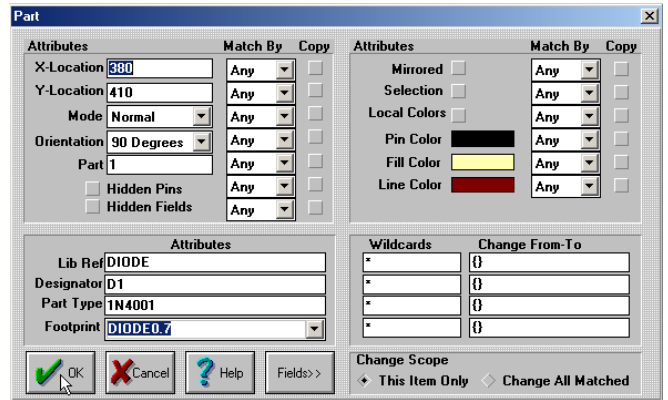 Part
Attributes Match By Copy
X-Location 380 Any
Y-Location 410 Any
Mode Normal Any
Orientation 90 Degrees Any
Part 1 Any
Hidden Pins Any
Hidden Fields Any
Attributes Match By Copy
Mirrored Any
Selection Any
Local Colors Any
Pin Color Any
Fill Color Any
Line Color Any
Attributes
Lib Ref DIODE
Designator D1
Part Type 1N4001
Footprint DIODE0.7
Wildcards Change From-To
* {}
* {}
* {}
* {}
OK Cancel Help Fields>>
Change Scope
This Item Only Change All Matched